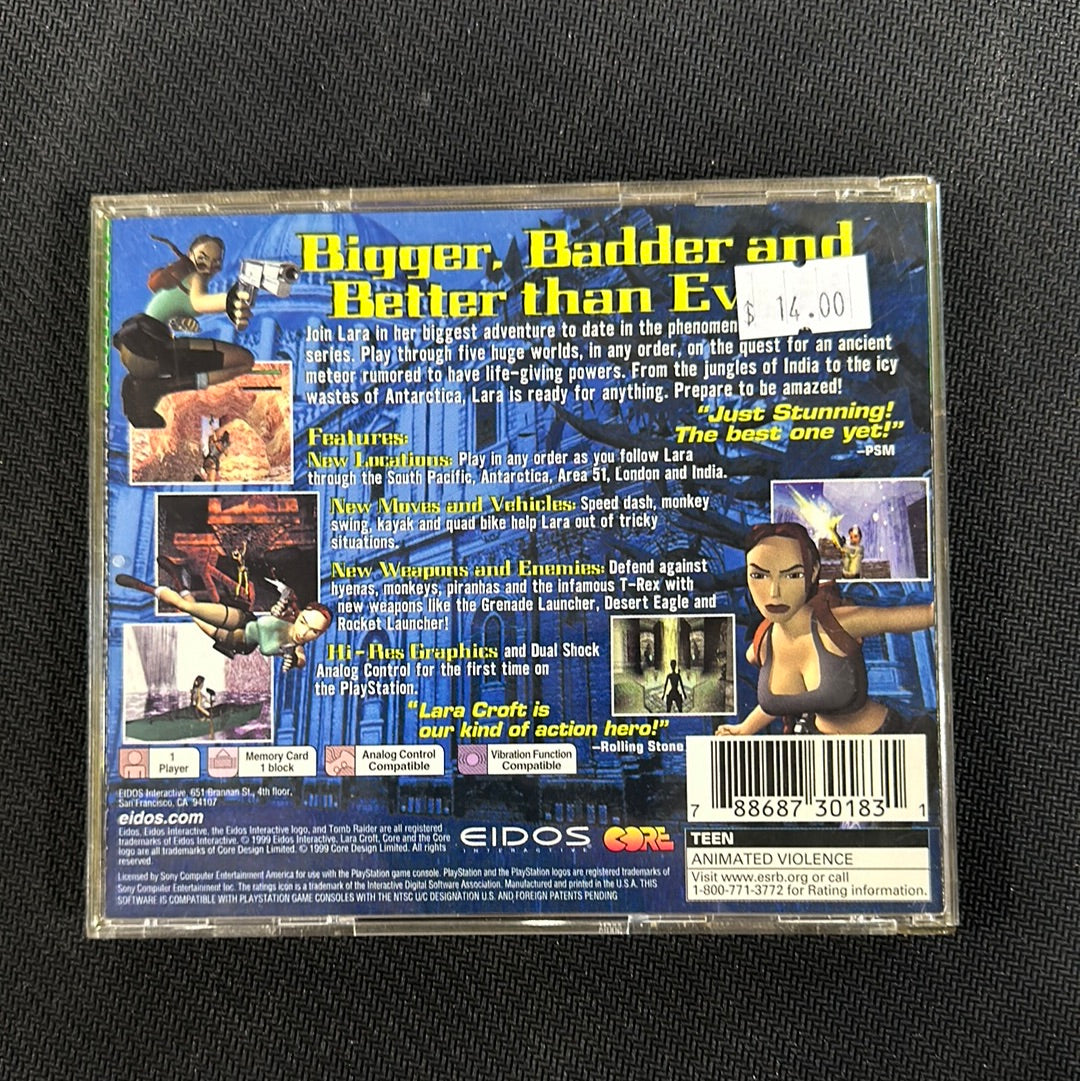 Bigger, Badder and
Better than Ev
$ 14.00
Join Lara in her biggest adventure to date in the phenomen
series. Play through five huge worlds, in any order, on the quest for an ancient
meteor rumored to have life-giving powers. From the jungles of India to the icy
wastes of Antarctica, Lara is ready for anything. Prepare to be amazed!
"Just Stunning!
The best one yet!"
–PSM
Features:
New Locations: Play in any order as you follow Lara
through the South Pacific, Antarctica, Area 51, London and India.
New Moves and Vehicles: Speed dash, monkey
swing, kayak and quad bike help Lara out of tricky
situations.
New Weapons and Enemies: Defend against
hyenas, monkeys, piranhas and the infamous T-Rex with
new weapons like the Grenade Launcher, Desert Eagle and
Rocket Launcher!
Hi-Res Graphics and Dual Shock
Analog Control for the first time on
the PlayStation.
"Lara Croft is
our kind of action hero!"
–Rolling Stone
1
Player
Memory Card
1 block
Analog Control
Compatible
Vibration Function
Compatible
EIDOS Interactive, 651 Brannan St., 4th floor,
San Francisco, CA 94107
eidos.com
Eidos, Eidos Interactive, the Eidos Interactive logo, and Tomb Raider are all registered
trademarks of Eidos Interactive. © 1999 Eidos Interactive. Lara Croft, Core and the Core
logo are all trademarks of Core Design Limited. © 1999 Core Design Limited. All rights
reserved.
EIDOS
INTERACTIVE
CORE
Licensed by Sony Computer Entertainment America for use with the PlayStation game console. PlayStation and the PlayStation logos are registered trademarks of
Sony Computer Entertainment Inc. The ratings icon is a trademark of the Interactive Digital Software Association. Manufactured and printed in the U.S.A. THIS
SOFTWARE IS COMPATIBLE WITH PLAYSTATION GAME CONSOLES WITH THE NTSC U/C DESIGNATION U.S. AND FOREIGN PATENTS PENDING
7 88687 30183 1
TEEN
ANIMATED VIOLENCE
Visit www.esrb.org or call
1-800-771-3772 for Rating information.